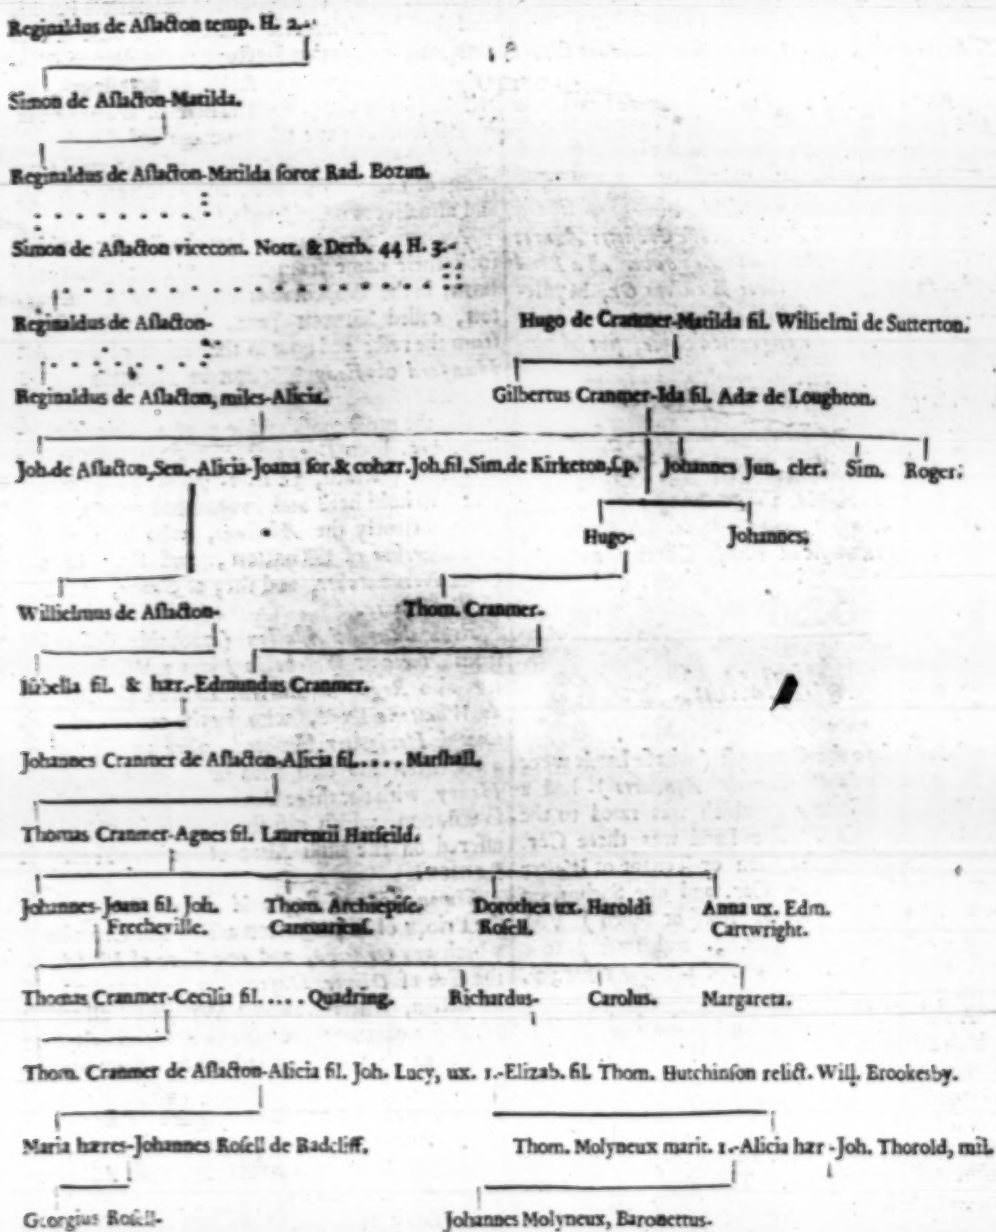 Reginaldus de Aſlacton temp. H. 2.-
Simon de Aſlacton-Matilda.
Reginaldus de Aſlacton-Matilda ſoror Rad. Bozun.
Simon de Aſlacton vicecom. Nott. & Derb. 44 H. 3.-
Reginaldus de Aſlacton-
Hugo de Cranmer-Matilda fil. Willielmi de Sutterton.
Reginaldus de Aſlacton, miles-Alicia.
Gilbertus Cranmer-Ida fil. Adæ de Loughton.
Joh. de Aſlacton, Sen.-Alicia-Joana ſor. & cohær. Joh. fil. Sim. de Kirketon, ſ.p. Johannes Jun. cler. Sim. Roger.
Hugo- Johannes.
Willielmus de Aſlacton- Thom. Cranmer.-
Iſabella fil. & hær.-Edmundus Cranmer.
Johannes Cranmer de Aſlacton-Alicia fil. .... Marſhall.
Thomas Cranmer-Agnes fil. Laurentii Hatfeild.
Johannes-Joana fil. Joh. Thom. Archiepiſc. Dorothea ux. Haroldi Anna ux. Edm.
Frecheville. Cantuarienſ. Roſell. Cartwright.
Thomas Cranmer-Cecilia fil. ..... Quadring. Richardus- Carolus. Margareta.
Thom. Cranmer de Aſlacton-Alicia fil. Joh. Lucy, ux. 1.-Elizab. fil. Thom. Hutchinſon relict. Will. Brookesby.
Maria hæres-Johannes Roſell de Radcliff. Thom. Molyneux marit. 1.-Alicia hær -Joh. Thorold, mil.
Georgius Roſell- Johannes Molyneux, Baronettus.-